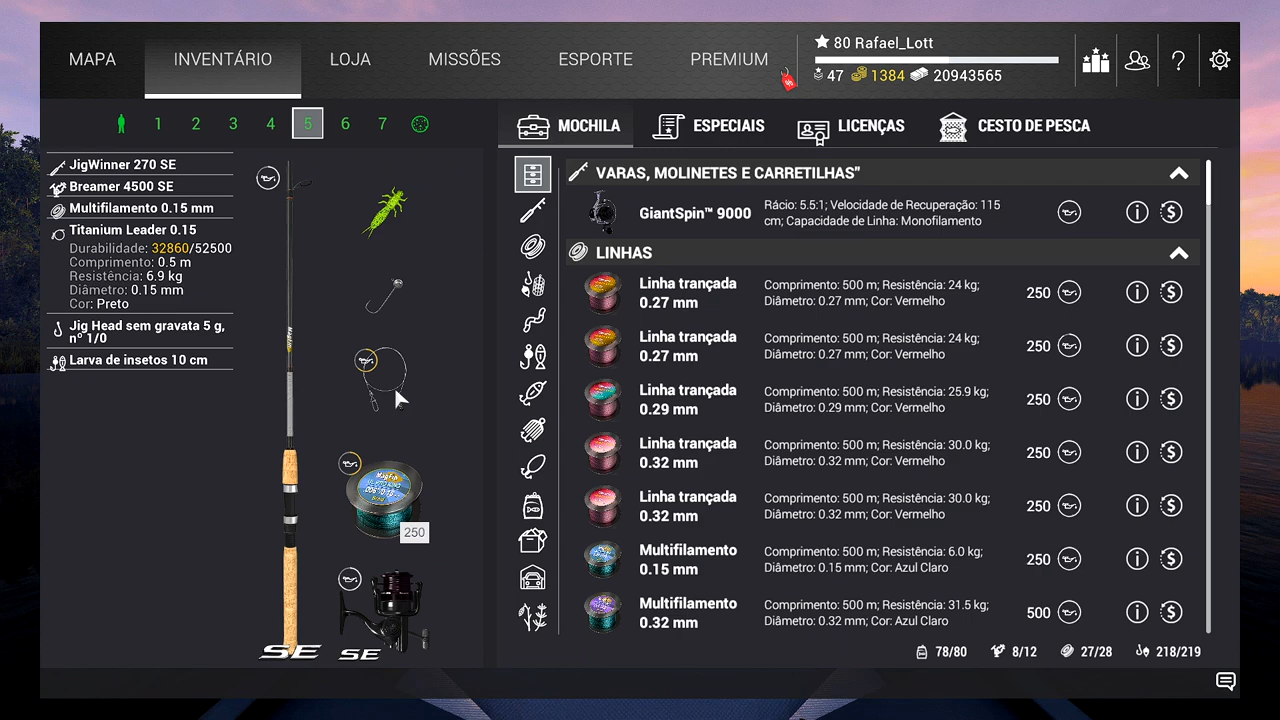 MAPA
INVENTÁRIO
LOJA
MISSÕES
ESPORTE
PREMIUM
80 Rafael_Lott
47 1384 20943565
?
1 2 3 4 5 6 7
MOCHILA
ESPECIAIS
LICENÇAS
CESTO DE PESCA
JigWinner 270 SE
Breamer 4500 SE
Multifilamento 0.15 mm
Titanium Leader 0.15
Durabilidade: 32860/52500
Comprimento: 0.5 m
Resistência: 6.9 kg
Diâmetro: 0.15 mm
Cor: Preto
Jig Head sem gravata 5 g,
nº 1/0
Larva de insetos 10 cm
250
SE
SE
VARAS, MOLINETES E CARRETILHAS"
GiantSpin™ 9000
Rácio: 5.5:1; Velocidade de Recuperação: 115
cm; Capacidade de Linha: Monofilamento
LINHAS
Linha trançada
0.27 mm
Comprimento: 500 m; Resistência: 24 kg;
Diâmetro: 0.27 mm; Cor: Vermelho
250
Linha trançada
0.27 mm
Comprimento: 500 m; Resistência: 24 kg;
Diâmetro: 0.27 mm; Cor: Vermelho
250
Linha trançada
0.29 mm
Comprimento: 500 m; Resistência: 25.9 kg;
Diâmetro: 0.29 mm; Cor: Vermelho
250
Linha trançada
0.32 mm
Comprimento: 500 m; Resistência: 30.0 kg;
Diâmetro: 0.32 mm; Cor: Vermelho
250
Linha trançada
0.32 mm
Comprimento: 500 m; Resistência: 30.0 kg;
Diâmetro: 0.32 mm; Cor: Vermelho
250
Multifilamento
0.15 mm
Comprimento: 500 m; Resistência: 6.0 kg;
Diâmetro: 0.15 mm; Cor: Azul Claro
250
Multifilamento
0.32 mm
Comprimento: 500 m; Resistência: 31.5 kg;
Diâmetro: 0.32 mm; Cor: Azul Claro
500
78/80 8/12 27/28 218/219